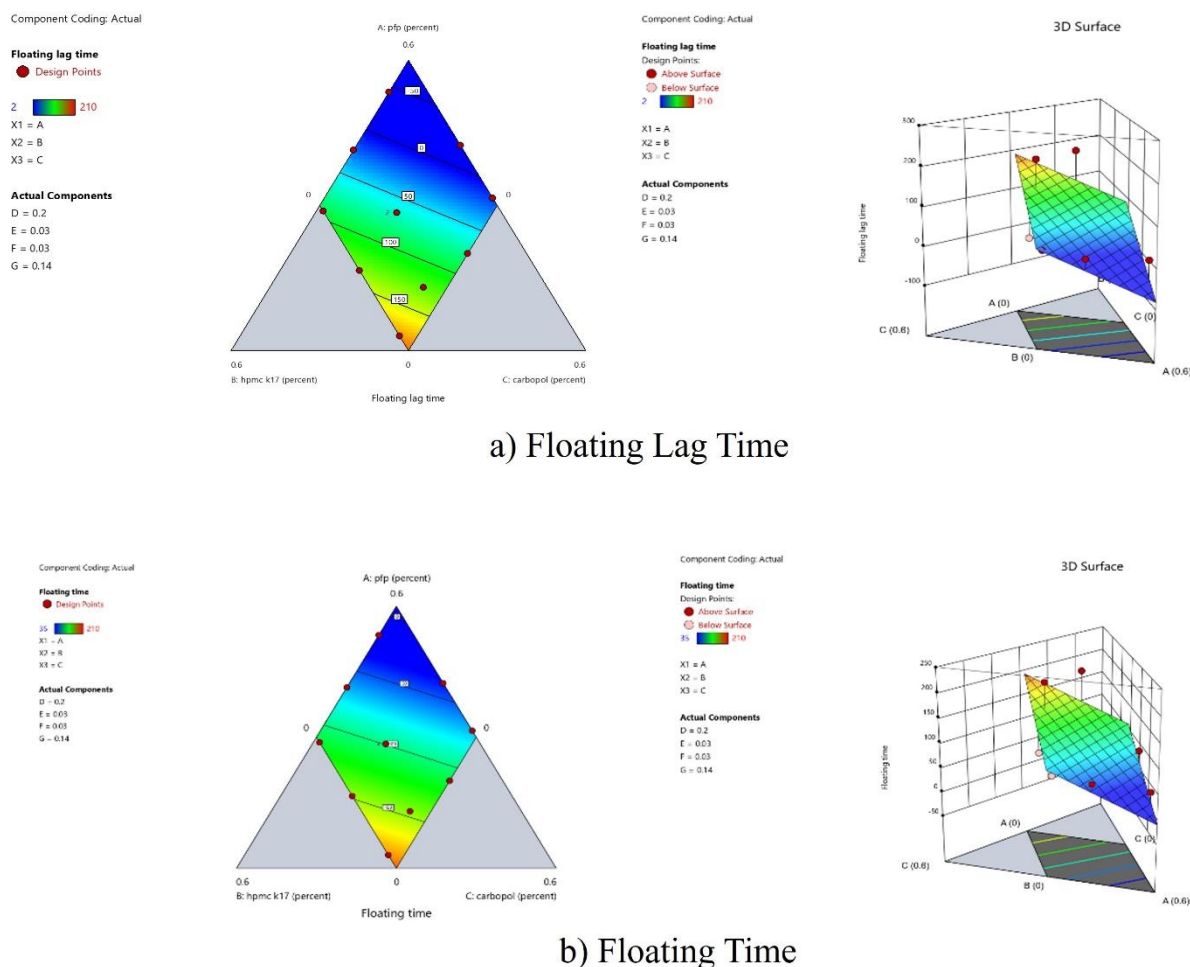 Component Coding: Actual
Floating lag time
Design Points
2 210
X1 = A
X2 = B
X3 = C
Actual Components
D = 0.2
E = 0.03
F = 0.03
G = 0.14
A: pfp (percent)
0.6
-50
0
0 50 0
100
150
0.6 0 0.6
B: hpmc k17 (percent) C: carbopol (percent)
Floating lag time
Component Coding: Actual
Floating lag time
Design Points:
Above Surface
Below Surface
2 210
X1 = A
X2 = B
X3 = C
Actual Components
D = 0.2
E = 0.03
F = 0.03
G = 0.14
3D Surface
300
200
100
0
-100
Floating lag time
A (0)
C (0)
C (0.6)
B (0)
A (0.6)
a) Floating Lag Time
Component Coding: Actual
Floating time
Design Points
35 210
X1 = A
X2 = B
X3 = C
Actual Components
D = 0.2
E = 0.03
F = 0.03
G = 0.14
A: pfp (percent)
0.6
0 0
0.6 0 0.6
B: hpmc k17 (percent) C: carbopol (percent)
Floating time
Component Coding: Actual
Floating time
Design Points:
Above Surface
Below Surface
35 210
X1 = A
X2 = B
X3 = C
Actual Components
D = 0.2
E = 0.03
F = 0.03
G = 0.14
3D Surface
250
200
150
100
50
0
-50
Floating time
A (0)
C (0)
C (0.6)
B (0)
A (0.6)
b) Floating Time